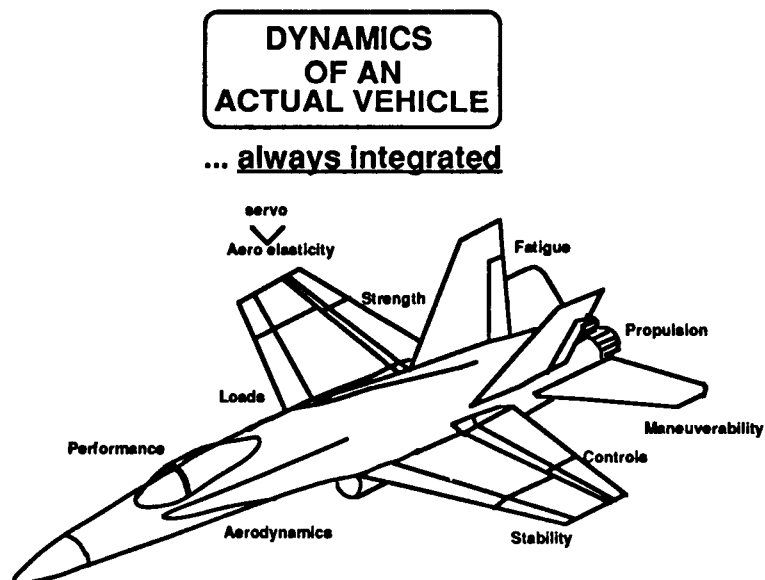 DYNAMICS
OF AN
ACTUAL VEHICLE
... always integrated
servo
Aero elasticity
Fatigue
Strength
Propulsion
Loads
Maneuverability
Performance
Controls
Aerodynamics
Stability